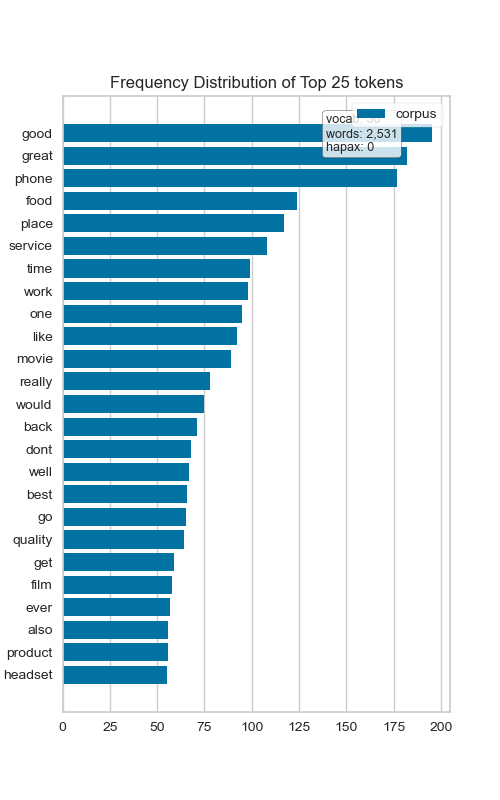 Frequency Distribution of Top 25 tokens
corpus
words: 2,531
hapax: 0
good
great
phone
food
place
service
time
work
one
like
movie
really
would
back
dont
well
best
go
quality
get
film
ever
also
product
headset
0 25 50 75 100 125 150 175 200